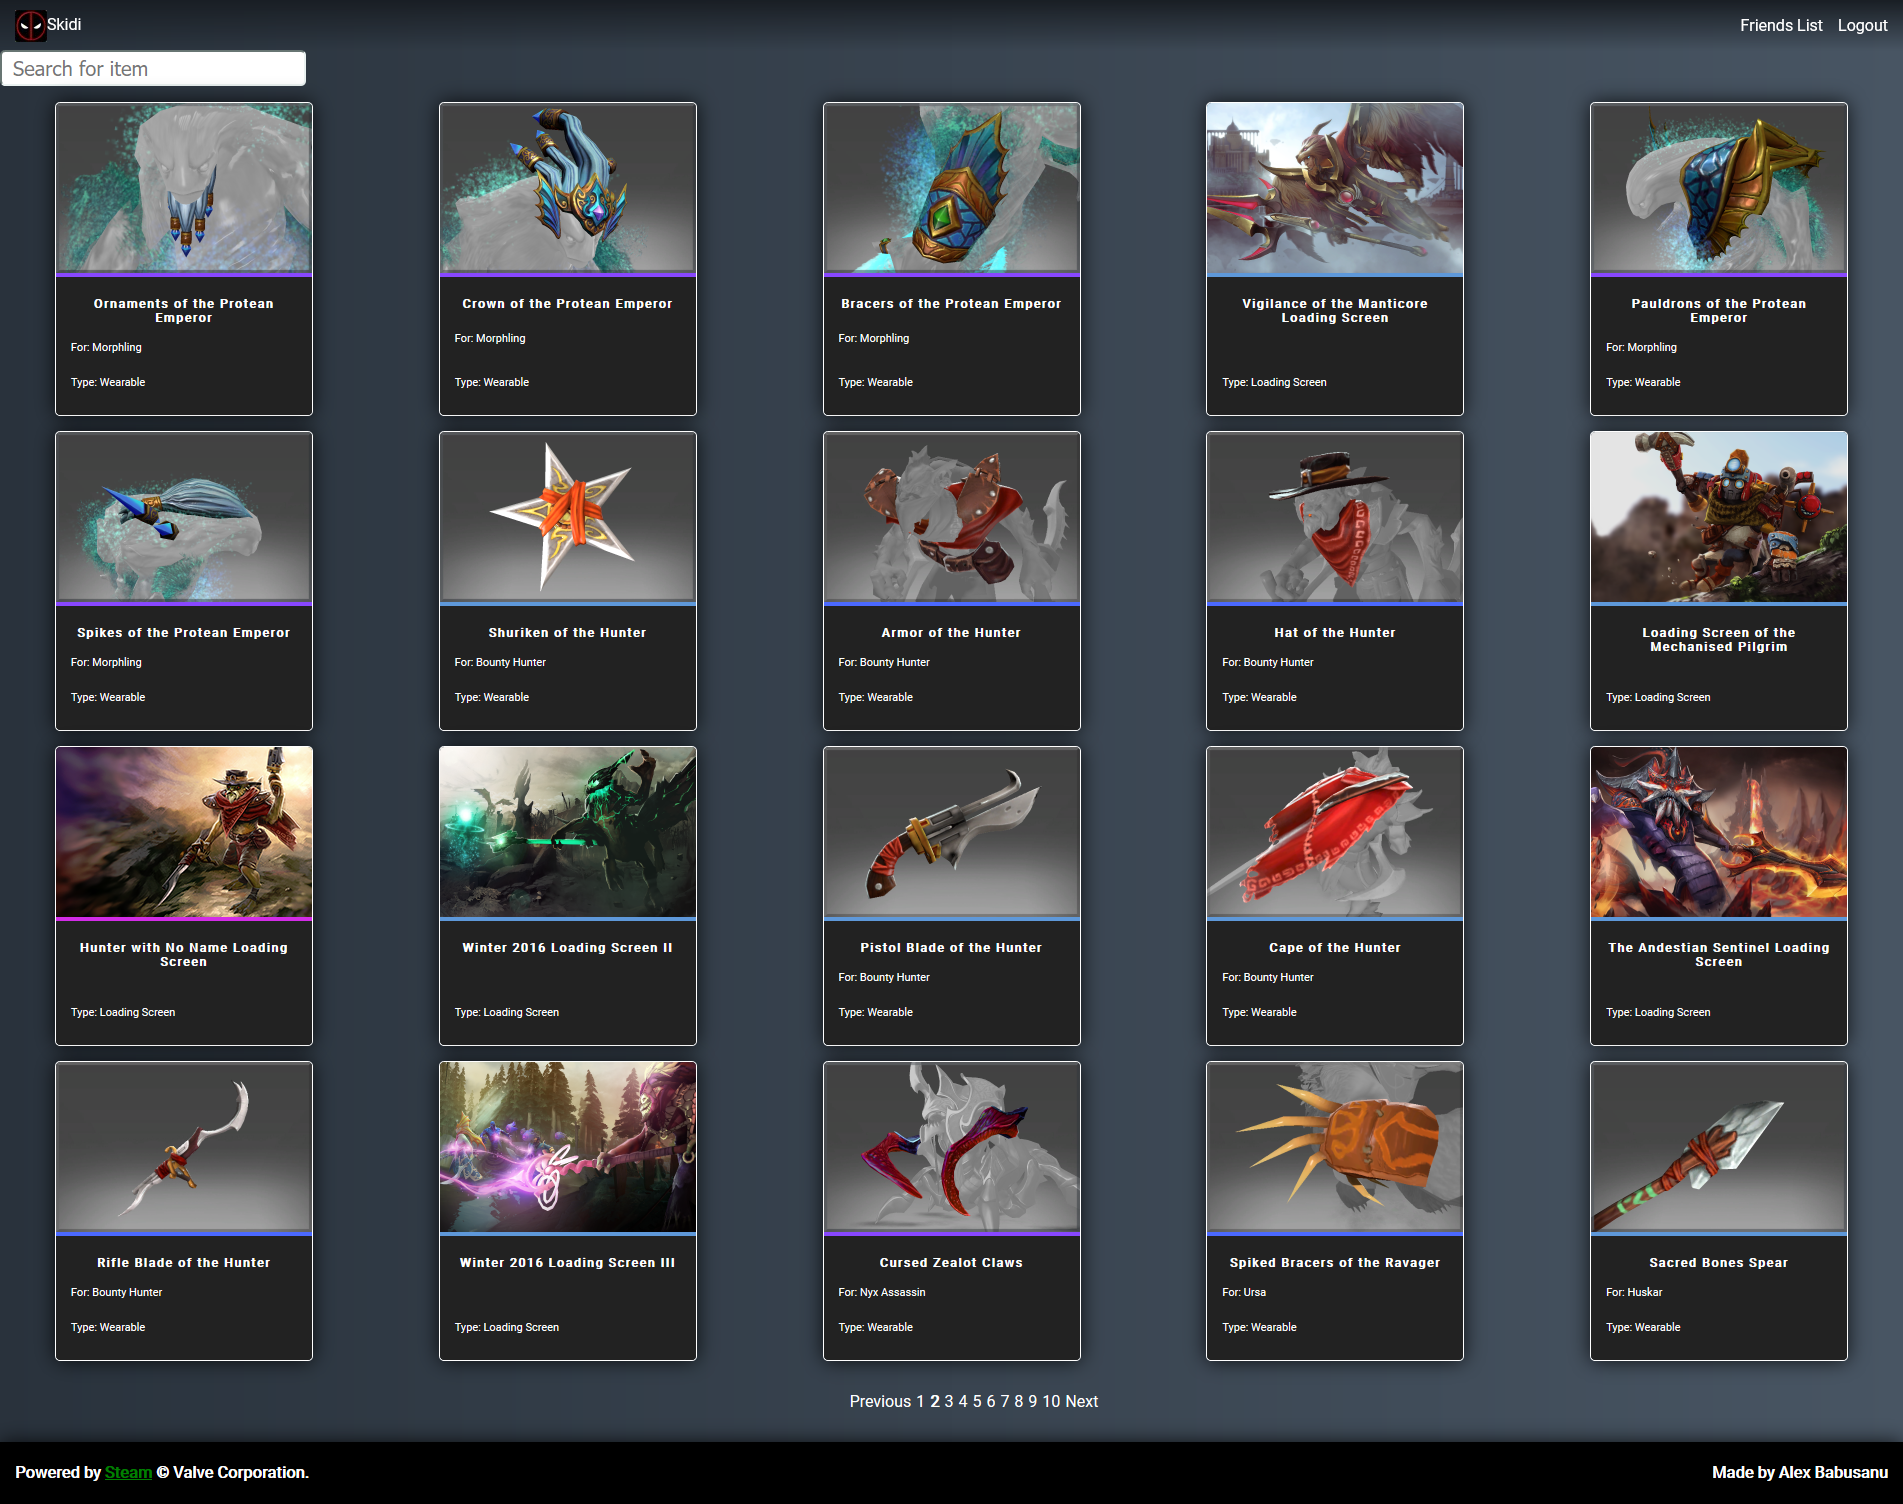 Skidi
Friends List
Logout
Search for item
Ornaments of the Protean
Emperor
For: Morphling
Type: Wearable
Crown of the Protean Emperor
For: Morphling
Type: Wearable
Bracers of the Protean Emperor
For: Morphling
Type: Wearable
Vigilance of the Manticore
Loading Screen
Type: Loading Screen
Pauldrons of the Protean
Emperor
For: Morphling
Type: Wearable
Spikes of the Protean Emperor
For: Morphling
Type: Wearable
Shuriken of the Hunter
For: Bounty Hunter
Type: Wearable
Armor of the Hunter
For: Bounty Hunter
Type: Wearable
Hat of the Hunter
For: Bounty Hunter
Type: Wearable
Loading Screen of the
Mechanised Pilgrim
Type: Loading Screen
Hunter with No Name Loading
Screen
Type: Loading Screen
Winter 2016 Loading Screen II
Type: Loading Screen
Pistol Blade of the Hunter
For: Bounty Hunter
Type: Wearable
Cape of the Hunter
For: Bounty Hunter
Type: Wearable
The Andestian Sentinel Loading
Screen
Type: Loading Screen
Rifle Blade of the Hunter
For: Bounty Hunter
Type: Wearable
Winter 2016 Loading Screen III
Type: Loading Screen
Cursed Zealot Claws
For: Nyx Assassin
Type: Wearable
Spiked Bracers of the Ravager
For: Ursa
Type: Wearable
Sacred Bones Spear
For: Huskar
Type: Wearable
Previous 1 2 3 4 5 6 7 8 9 10 Next
Powered by Steam © Valve Corporation.
Made by Alex Babusanu